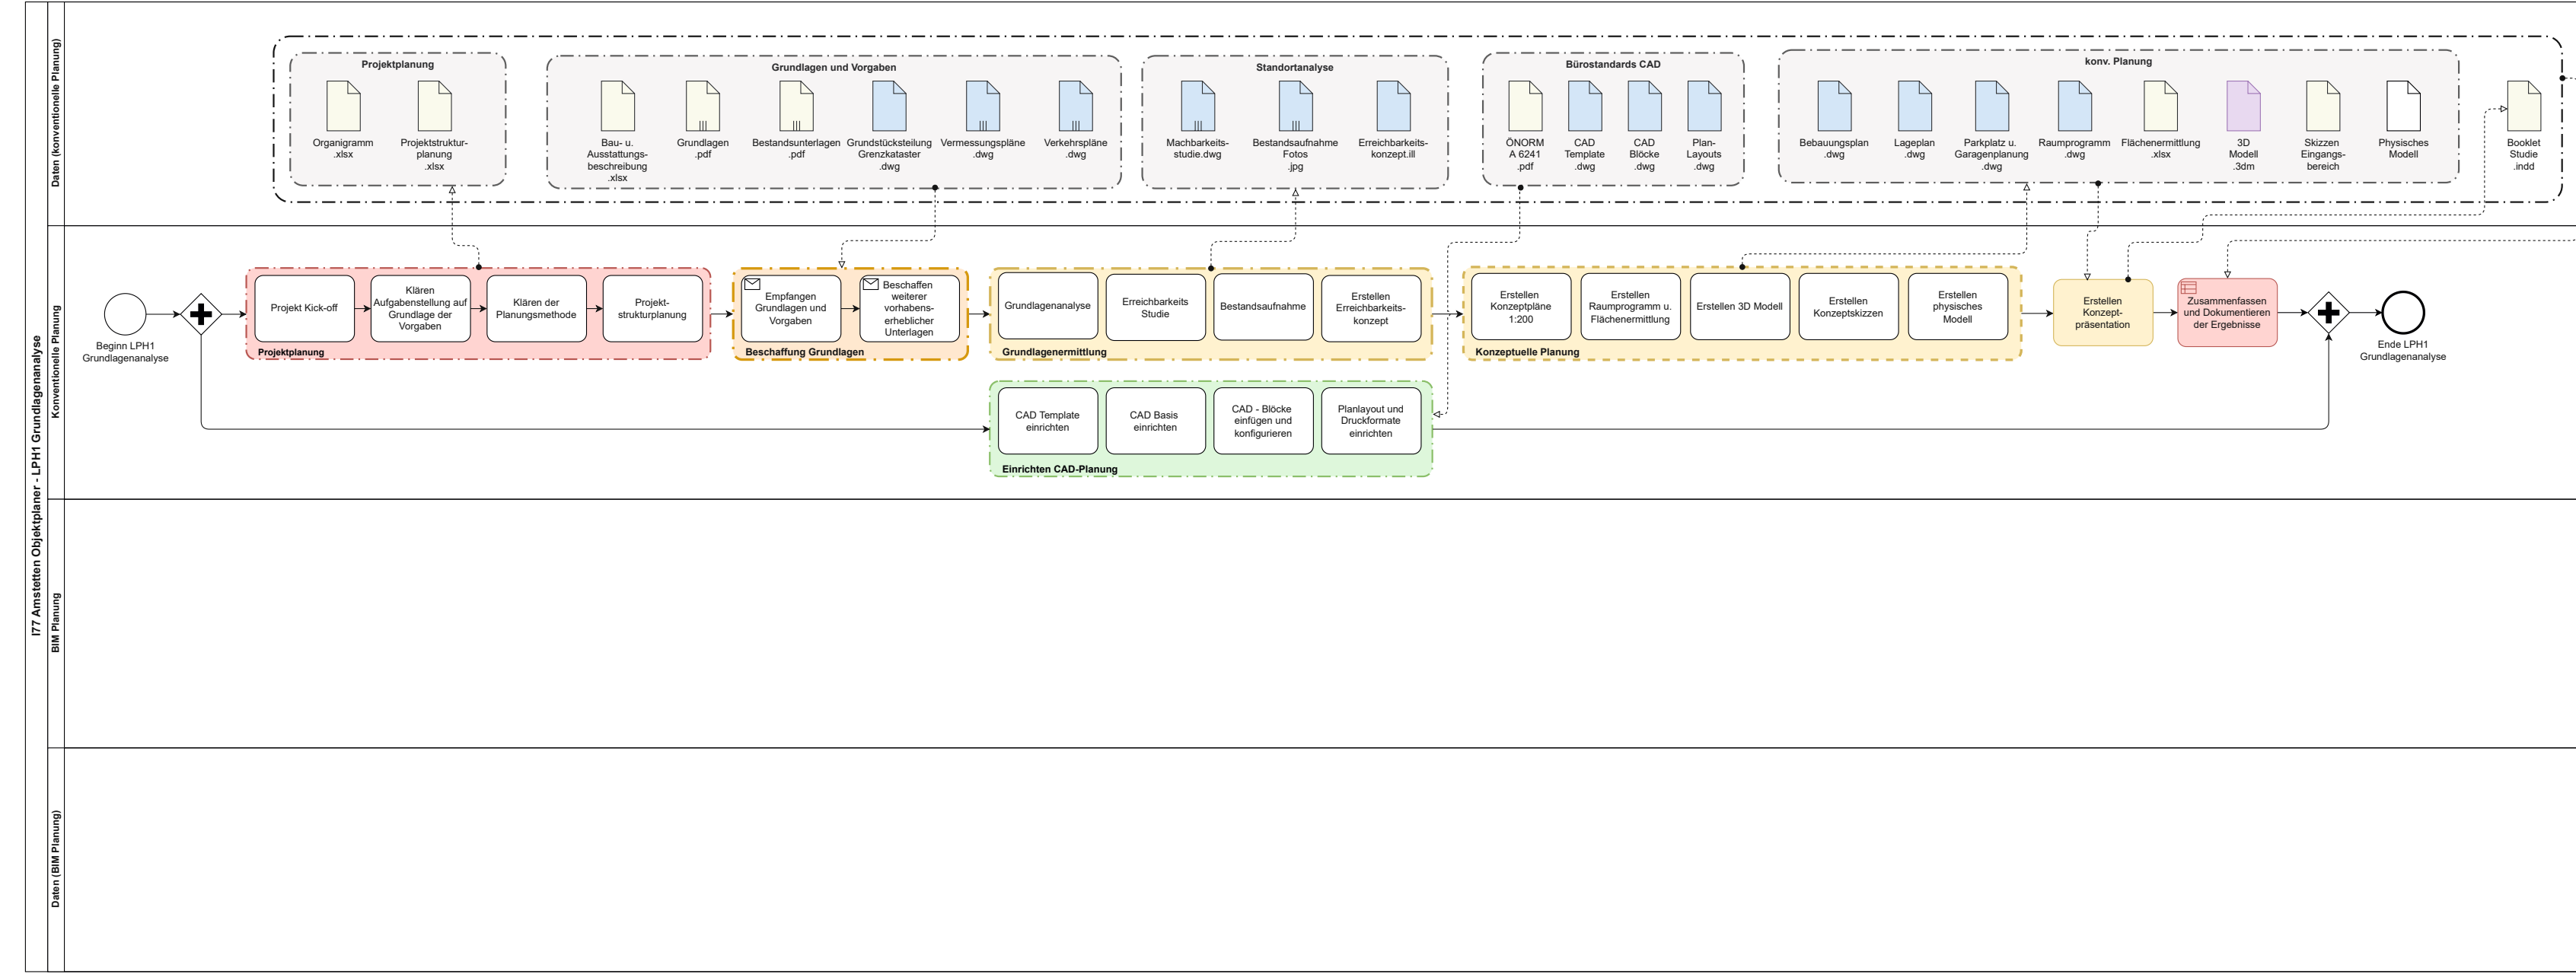 I77 Amstetten Objektplaner - LPH1 Grundlagenanalyse
Daten (konventionelle Planung)
Projektplanung
Organigramm
.xlsx
Projektstruktur-
planung
.xlsx
Grundlagen und Vorgaben
Bau- u.
Ausstattungs-
beschreibung
.xlsx
Grundlagen
.pdf
Bestandsunterlagen
.pdf
Grundstücksteilung
Grenzkataster
.dwg
Vermessungspläne
.dwg
Verkehrspläne
.dwg
Standortanalyse
Machbarkeits-
studie.dwg
Bestandsaufnahme
Fotos
.jpg
Erreichbarkeits-
konzept.ill
Bürostandards CAD
ÖNORM
A 6241
.pdf
CAD
Template
.dwg
CAD
Blöcke
.dwg
Plan-
Layouts
.dwg
konv. Planung
Bebauungsplan
.dwg
Lageplan
.dwg
Parkplatz u.
Garagenplanung
.dwg
Raumprogramm
.dwg
Flächenermittlung
.xlsx
3D
Modell
.3dm
Skizzen
Eingangs-
bereich
Physisches
Modell
Booklet
Studie
.indd
Konventionelle Planung
Beginn LPH1
Grundlagenanalyse
Projekt Kick-off
Klären
Aufgabenstellung auf
Grundlage der
Vorgaben
Klären der
Planungsmethode
Projekt-
strukturplanung
Projektplanung
Empfangen
Grundlagen und
Vorgaben
Beschaffen
weiterer
vorhabens-
erheblicher
Unterlagen
Beschaffung Grundlagen
Grundlagenanalyse
Erreichbarkeits
Studie
Bestandsaufnahme
Erstellen
Erreichbarkeits-
konzept
Grundlagenermittlung
Erstellen
Konzeptpläne
1:200
Erstellen
Raumprogramm u.
Flächenermittlung
Erstellen 3D Modell
Erstellen
Konzeptskizzen
Erstellen
physisches
Modell
Konzeptuelle Planung
Erstellen
Konzept-
präsentation
Zusammenfassen
und Dokumentieren
der Ergebnisse
Ende LPH1
Grundlagenanalyse
CAD Template
einrichten
CAD Basis
einrichten
CAD - Blöcke
einfügen und
konfigurieren
Planlayout und
Druckformate
einrichten
Einrichten CAD-Planung
BIM Planung
Daten (BIM Planung)